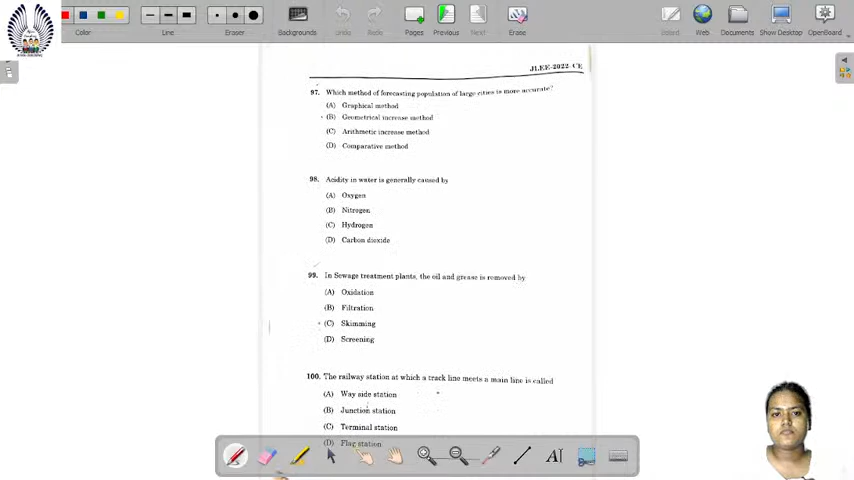 Color
Line
Eraser
Backgrounds
Undo
Redo
Pages
Previous
Next
Erase
Web
Documents
Show Desktop
OpenBoard
JLEE-2022-CE
97. Which method of forecasting population of large cities is more accurate?
(A) Graphical method
(B) Geometrical increase method
(C) Arithmetic increase method
(D) Comparative method
98. Acidity in water is generally caused by
(A) Oxygen
(B) Nitrogen
(C) Hydrogen
(D) Carbon dioxide
99. In Sewage treatment plants, the oil and grease is removed by
(A) Oxidation
(B) Filtration
(C) Skimming
(D) Screening
100. The railway station at which a track line meets a main line is called
(A) Way side station
(B) Junction station
(C) Terminal station
(D) Flag station